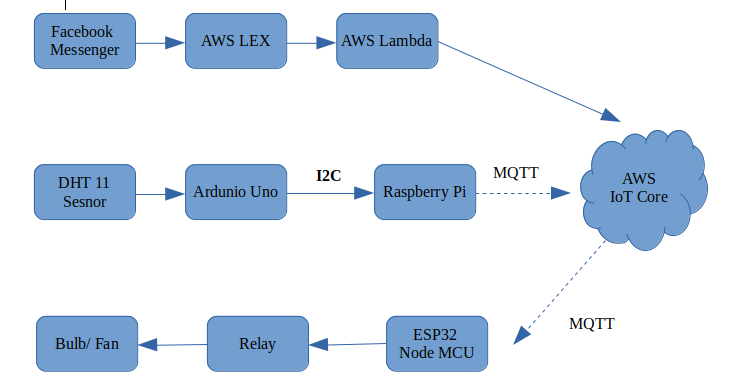 Facebook
Messenger
AWS LEX
AWS Lambda
DHT 11
Sesnor
Ardunio Uno
I2C
Raspberry Pi
MQTT
AWS
IoT Core
Bulb/ Fan
Relay
ESP32
Node MCU
MQTT